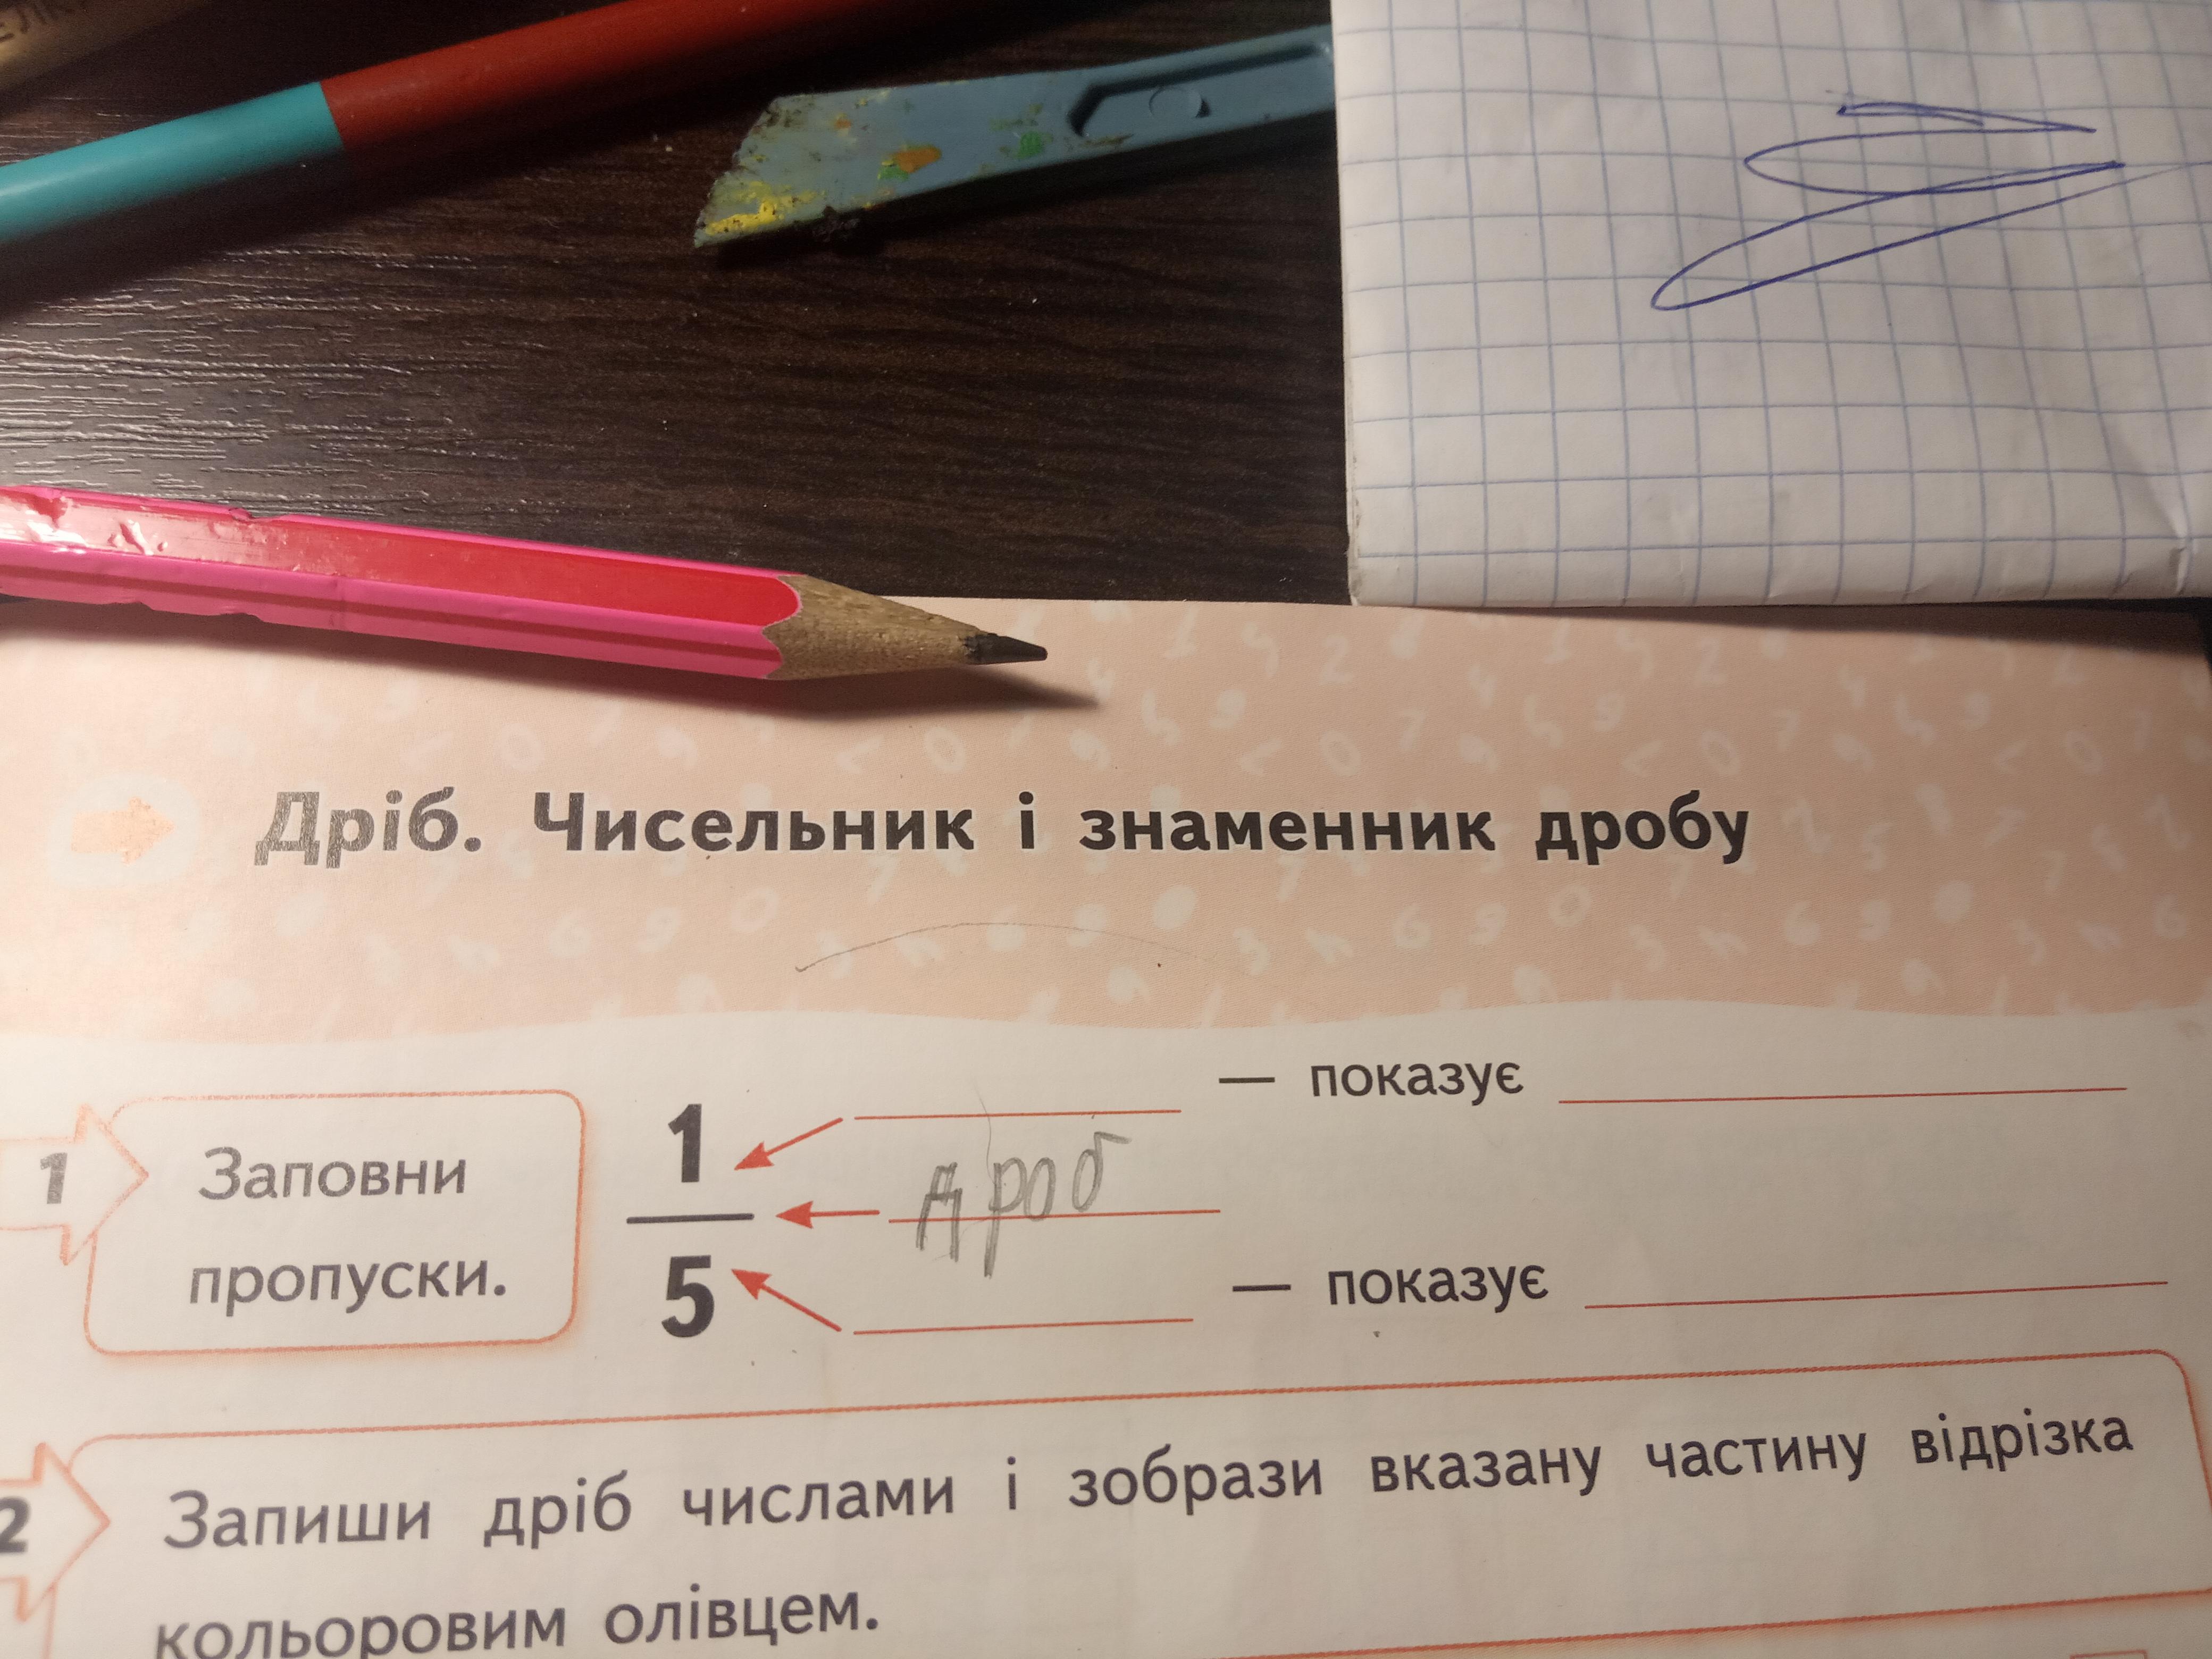 Дріб. Чисельник і знаменник дробу
1 Заповни пропуски.
1 — показує
дроб
5 — показує
2 Запиши дріб числами і зобрази вказану частину відрізка
кольоровим олівцем.